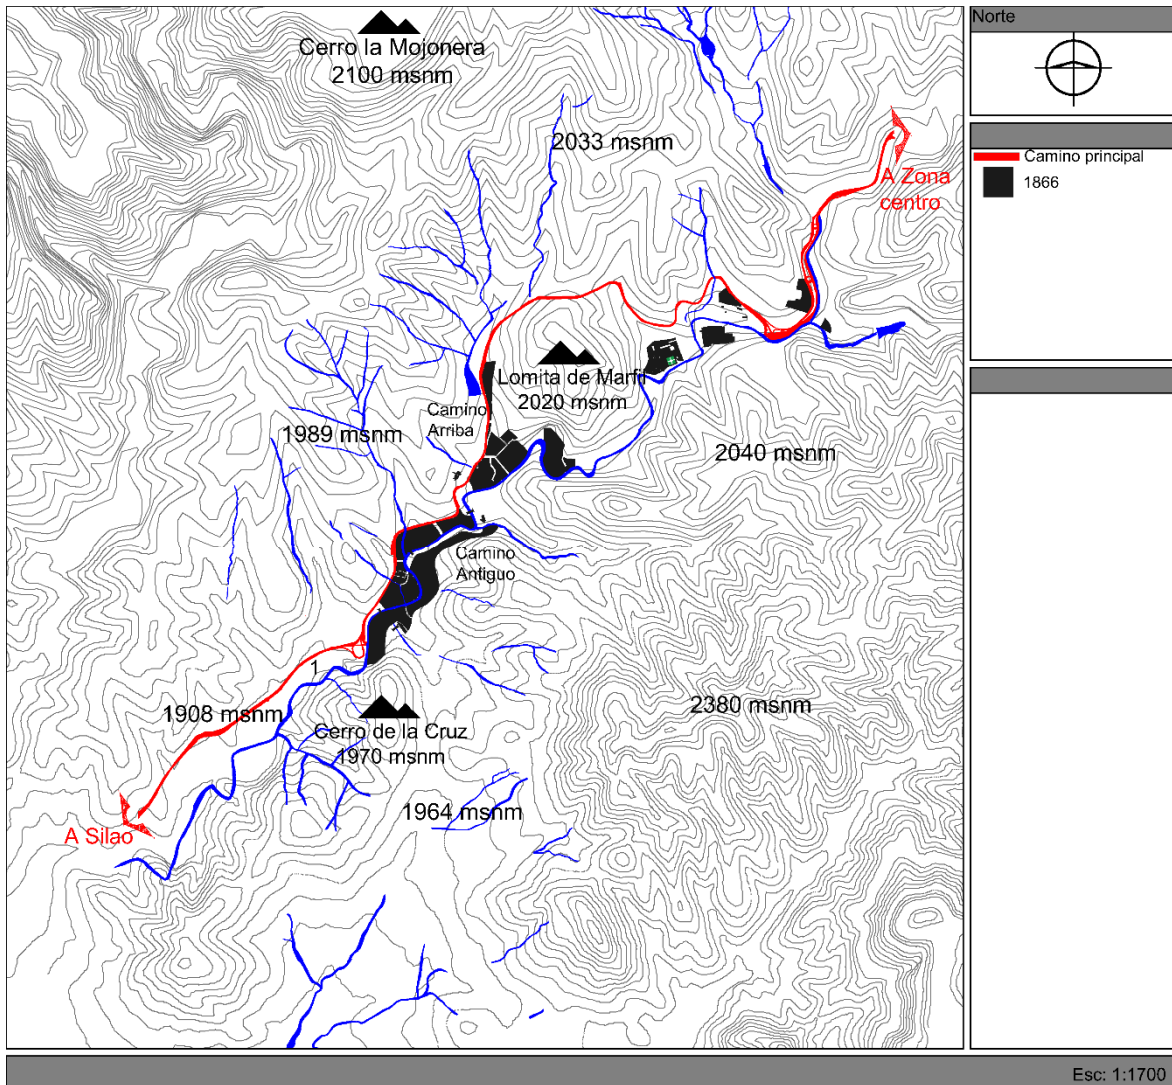 Cerro la Mojonera
2100 msnm
2033 msnm
A Zona
centro
Lomita de Marfil
2020 msnm
Camino
Arriba
1989 msnm
2040 msnm
Camino
Antiguo
1
1908 msnm
Cerro de la Cruz
1970 msnm
2380 msnm
1964 msnm
A Silao
Norte
Camino principal
1866
Esc: 1:1700